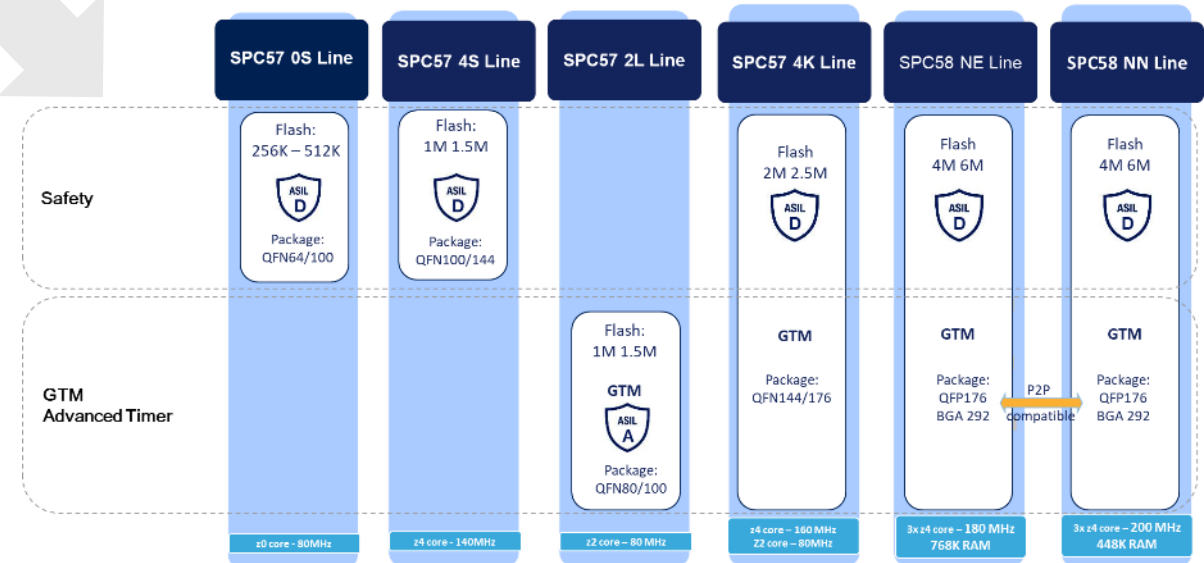 SPC57 0S Line
SPC57 4S Line
SPC57 2L Line
SPC57 4K Line
SPC58 NE Line
SPC58 NN Line
Safety
Flash:
256K – 512K
ASIL
D
Package:
QFN64/100
Flash:
1M 1.5M
ASIL
D
Package:
QFN100/144
Flash
2M 2.5M
ASIL
D
Flash
4M 6M
ASIL
D
Flash
4M 6M
ASIL
D
GTM
Advanced Timer
Flash:
1M 1.5M
GTM
ASIL
A
Package:
QFN80/100
GTM
Package:
QFN144/176
GTM
Package:
QFP176
BGA 292
P2P
compatible
GTM
Package:
QFP176
BGA 292
z0 core - 80MHz
z4 core - 140MHz
z2 core – 80 MHz
z4 core – 160 MHz
Z2 core – 80MHz
3x z4 core – 180 MHz
768K RAM
3x z4 core – 200 MHz
448K RAM